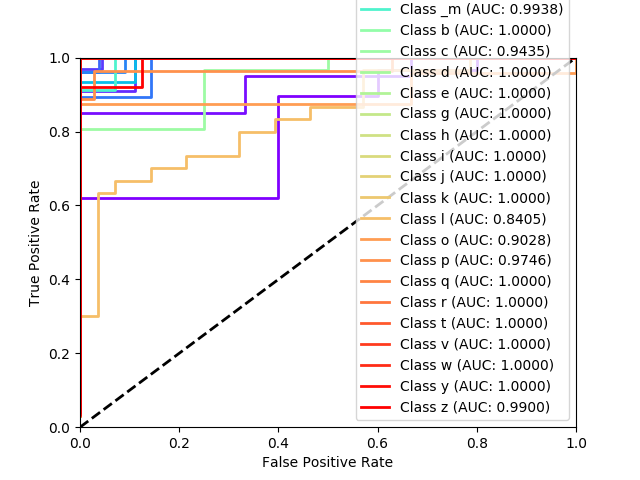 Class _m (AUC: 0.9938)
Class b (AUC: 1.0000)
Class c (AUC: 0.9435)
Class d (AUC: 1.0000)
Class e (AUC: 1.0000)
Class g (AUC: 1.0000)
Class h (AUC: 1.0000)
Class i (AUC: 1.0000)
Class j (AUC: 1.0000)
Class k (AUC: 1.0000)
Class l (AUC: 0.8405)
Class o (AUC: 0.9028)
Class p (AUC: 0.9746)
Class q (AUC: 1.0000)
Class r (AUC: 1.0000)
Class t (AUC: 1.0000)
Class v (AUC: 1.0000)
Class w (AUC: 1.0000)
Class y (AUC: 1.0000)
Class z (AUC: 0.9900)
1.0
0.8
0.6
0.4
0.2
0.0
True Positive Rate
0.0 0.2 0.4 0.6 0.8 1.0
False Positive Rate